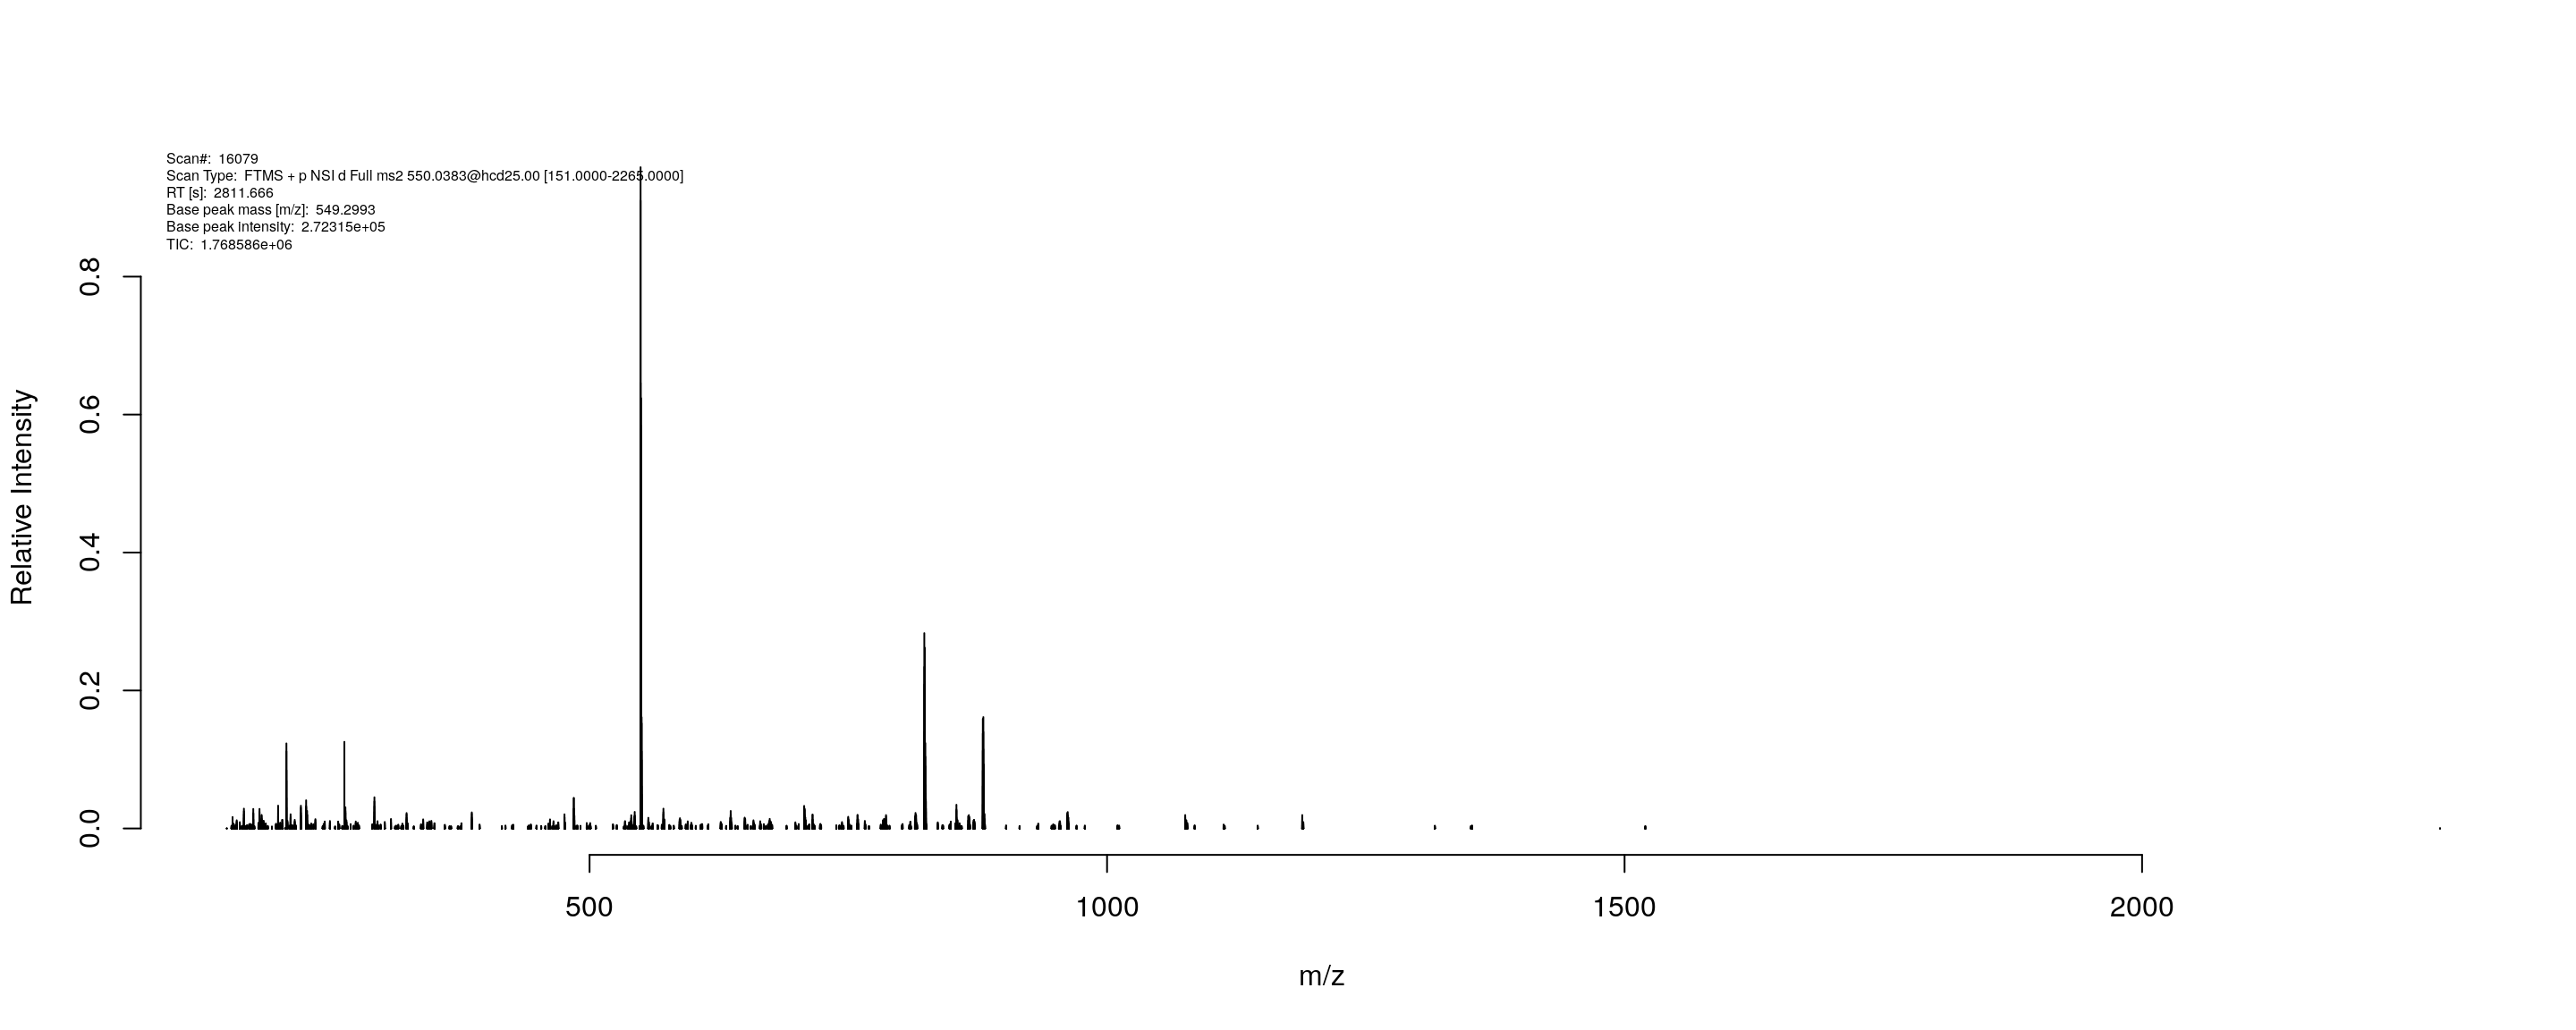 Scan#: 16079
Scan Type: FTMS + p NSI d Full ms2 550.0383@hcd25.00 [151.0000-2265.0000]
RT [s]: 2811.666
Base peak mass [m/z]: 549.2993
Base peak intensity: 2.72315e+05
TIC: 1.768586e+06
0.8
0.6
0.4
0.2
0.0
Relative Intensity
500 1000 1500 2000
m/z